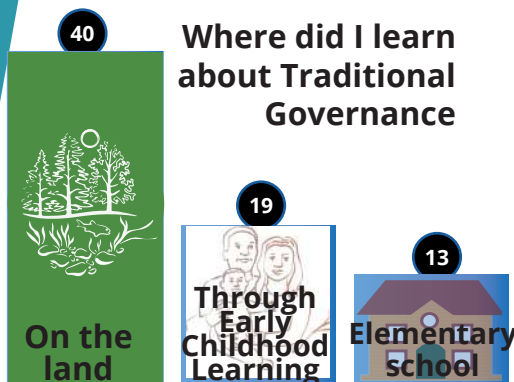 40
Where did I learn
about Traditional
Governance
19
13
On the
land
Through
Early
Childhood
Learning
Elementary
school